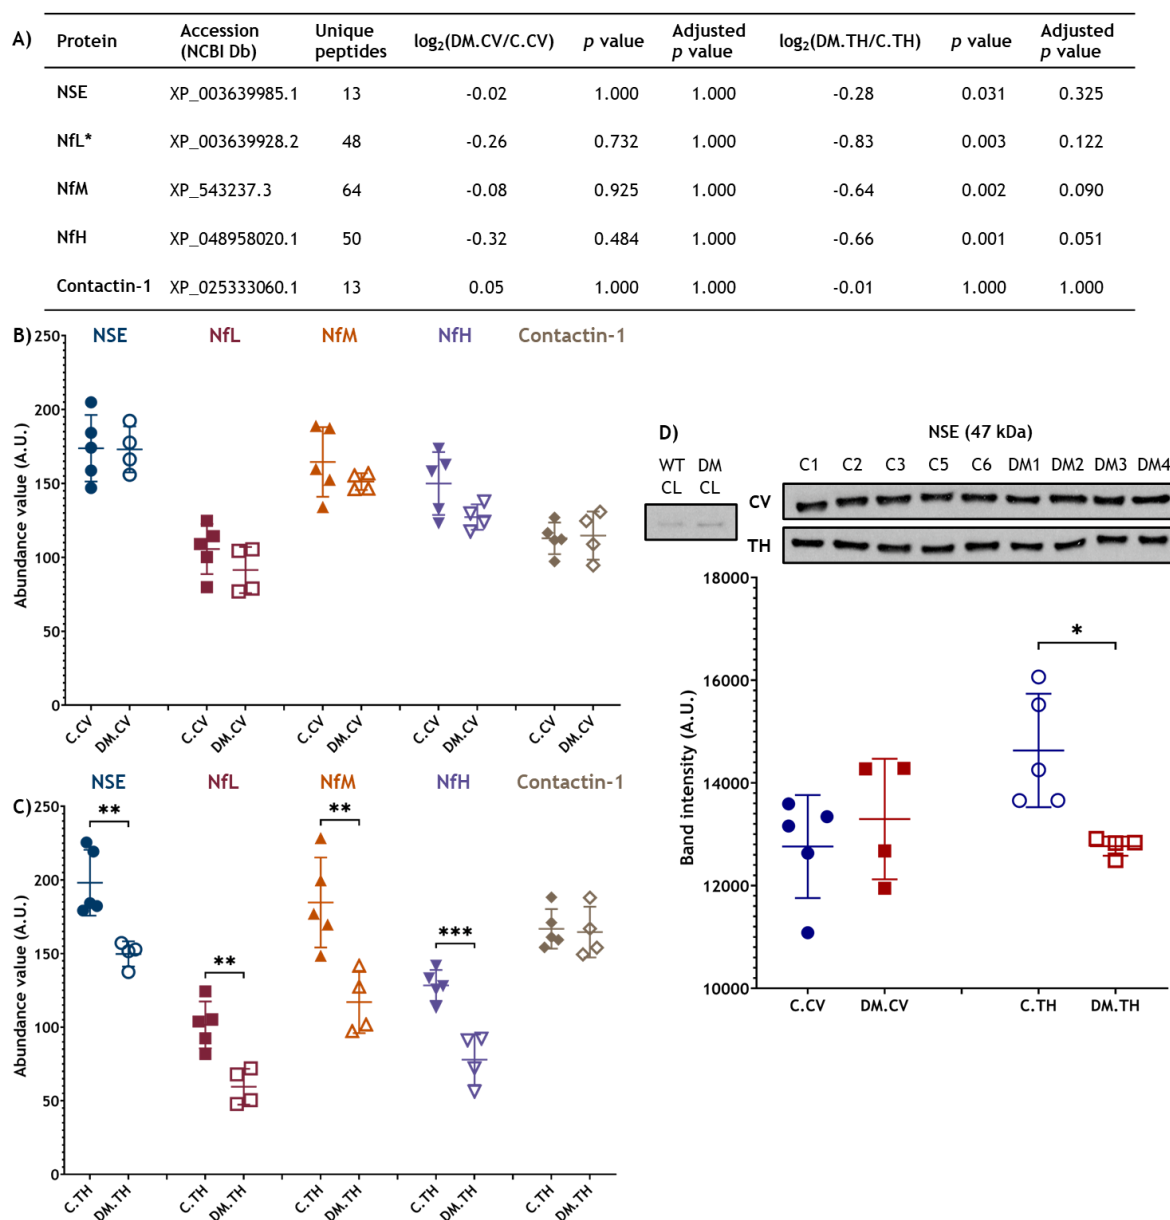 A)
Protein Accession (NCBI Db) Unique peptides log₂(DM.CV/C.CV) p value Adjusted p value log₂(DM.TH/C.TH) p value Adjusted p value
NSE XP_003639985.1 13 -0.02 1.000 1.000 -0.28 0.031 0.325
NfL* XP_003639928.2 48 -0.26 0.732 1.000 -0.83 0.003 0.122
NfM XP_543237.3 64 -0.08 0.925 1.000 -0.64 0.002 0.090
NfH XP_048958020.1 50 -0.32 0.484 1.000 -0.66 0.001 0.051
Contactin-1 XP_025333060.1 13 0.05 1.000 1.000 -0.01 1.000 1.000
B)
NSE NfL NfM NfH Contactin-1
Abundance value (A.U.)
250
200
150
100
50
0
C.CV DM.CV C.CV DM.CV C.CV DM.CV C.CV DM.CV C.CV DM.CV
C)
NSE NfL NfM NfH Contactin-1
** ** ** ***
Abundance value (A.U.)
250
200
150
100
50
0
C.TH DM.TH C.TH DM.TH C.TH DM.TH C.TH DM.TH C.TH DM.TH
D)
NSE (47 kDa)
WT DM
CL CL
C1 C2 C3 C5 C6 DM1 DM2 DM3 DM4
CV
TH
Band intensity (A.U.)
18000
16000
14000
12000
10000
*
C.CV DM.CV C.TH DM.TH